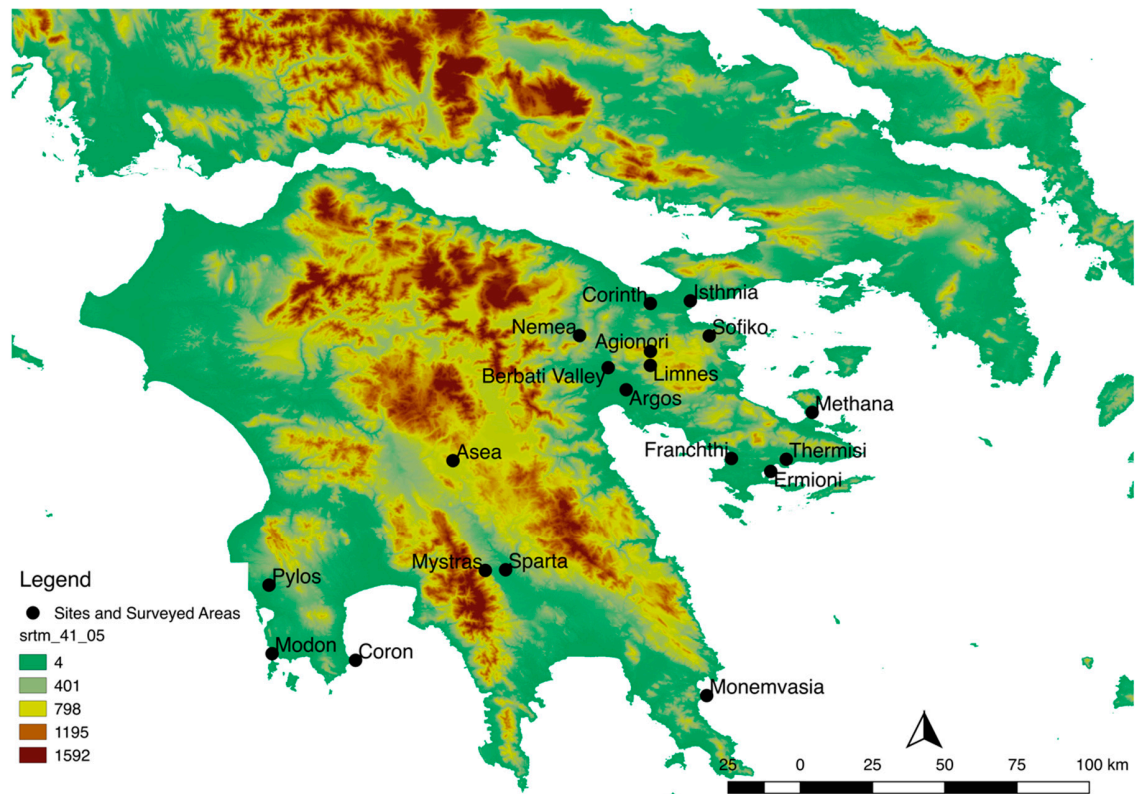 Corinth
Isthmia
Nemea
Sofiko
Agionori
Berbati Valley
Limnes
Argos
Methana
Asea
Franchthi
Thermisi
Ermioni
Mystras
Sparta
Pylos
Modon
Coron
Monemvasia
Legend
Sites and Surveyed Areas
srtm_41_05
4
401
798
1195
1592
25 0 25 50 75 100 km